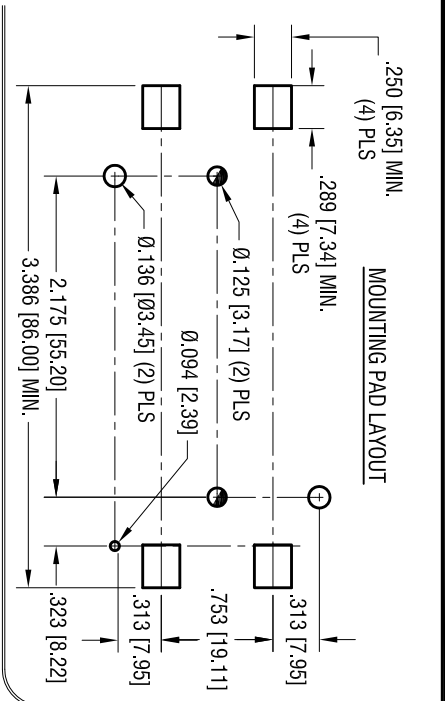 MOUNTING PAD LAYOUT
.250 [6.35] MIN.
(4) PLS
.289 [7.34] MIN.
(4) PLS
Ø.125 [3.17] (2) PLS
Ø.094 [2.39]
Ø.136 [Ø3.45] (2) PLS
2.175 [55.20]
3.386 [86.00] MIN.
.313 [7.95]
.753 [19.11]
.313 [7.95]
.323 [8.22]